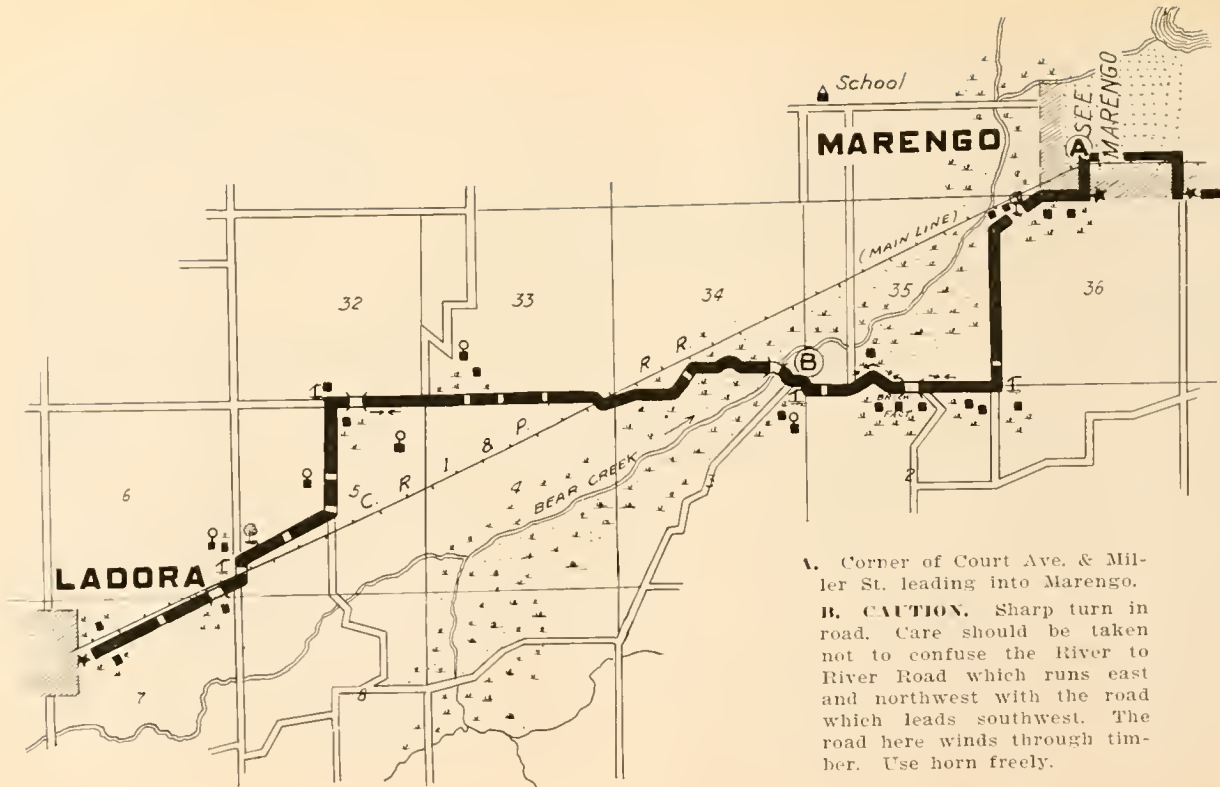 School
MARENGO
A
SEE
MARENGO
(MAIN LINE)
32
33
34
35
36
R. R.
B
BRICK
FACT.
C. R. I. & P.
6
5
4
3
2
BEAR CREEK
LADORA
7
8
A. Corner of Court Ave. & Mil-
ler St. leading into Marengo.
B. CAUTION. Sharp turn in
road. Care should be taken
not to confuse the River to
River Road which runs east
and northwest with the road
which leads southwest. The
road here winds through tim-
ber. Use horn freely.